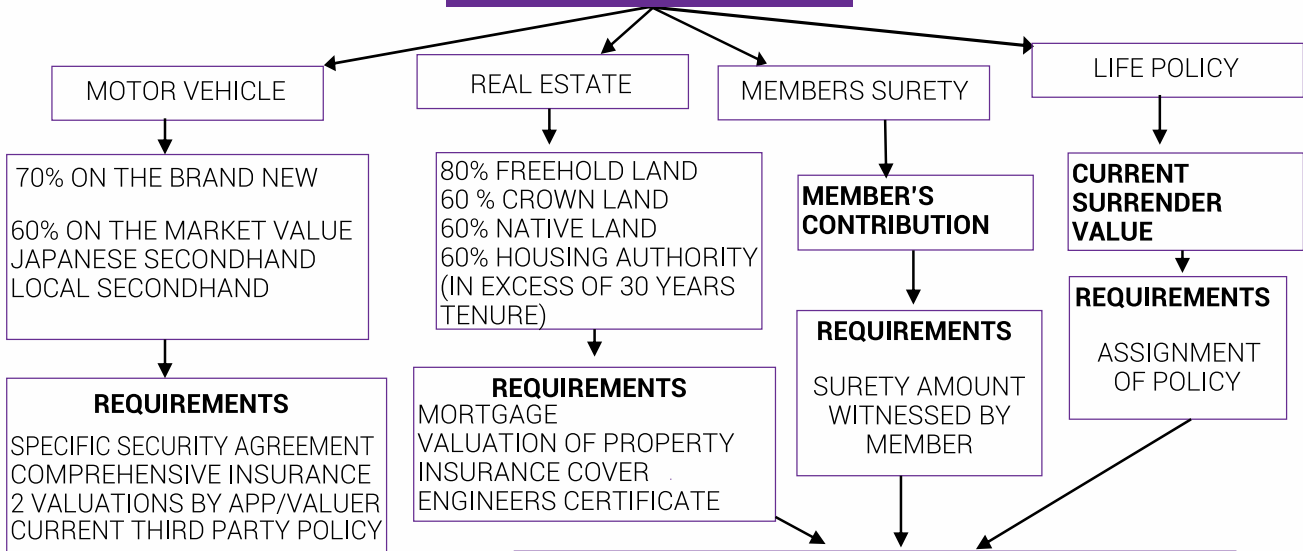 MOTOR VEHICLE
REAL ESTATE
MEMBERS SURETY
LIFE POLICY
70% ON THE BRAND NEW
60% ON THE MARKET VALUE
JAPANESE SECONDHAND
LOCAL SECONDHAND
80% FREEHOLD LAND
60 % CROWN LAND
60% NATIVE LAND
60% HOUSING AUTHORITY
(IN EXCESS OF 30 YEARS
TENURE)
MEMBER'S
CONTRIBUTION
CURRENT
SURRENDER
VALUE
REQUIREMENTS
SPECIFIC SECURITY AGREEMENT
COMPREHENSIVE INSURANCE
2 VALUATIONS BY APP/VALUER
CURRENT THIRD PARTY POLICY
REQUIREMENTS
MORTGAGE
VALUATION OF PROPERTY
INSURANCE COVER
ENGINEERS CERTIFICATE
REQUIREMENTS
SURETY AMOUNT
WITNESSED BY
MEMBER
REQUIREMENTS
ASSIGNMENT
OF POLICY